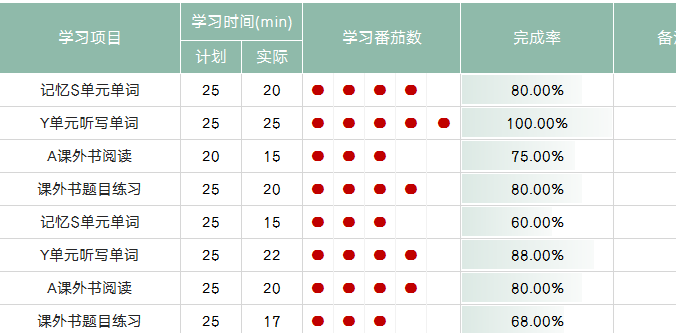 学习项目 学习时间(min) 学习番茄数 完成率
计划 实际
记忆S单元单词 25 20 80.00%
Y单元听写单词 25 25 100.00%
A课外书阅读 20 15 75.00%
课外书题目练习 25 20 80.00%
记忆S单元单词 25 15 60.00%
Y单元听写单词 25 22 88.00%
A课外书阅读 25 20 80.00%
课外书题目练习 25 17 68.00%